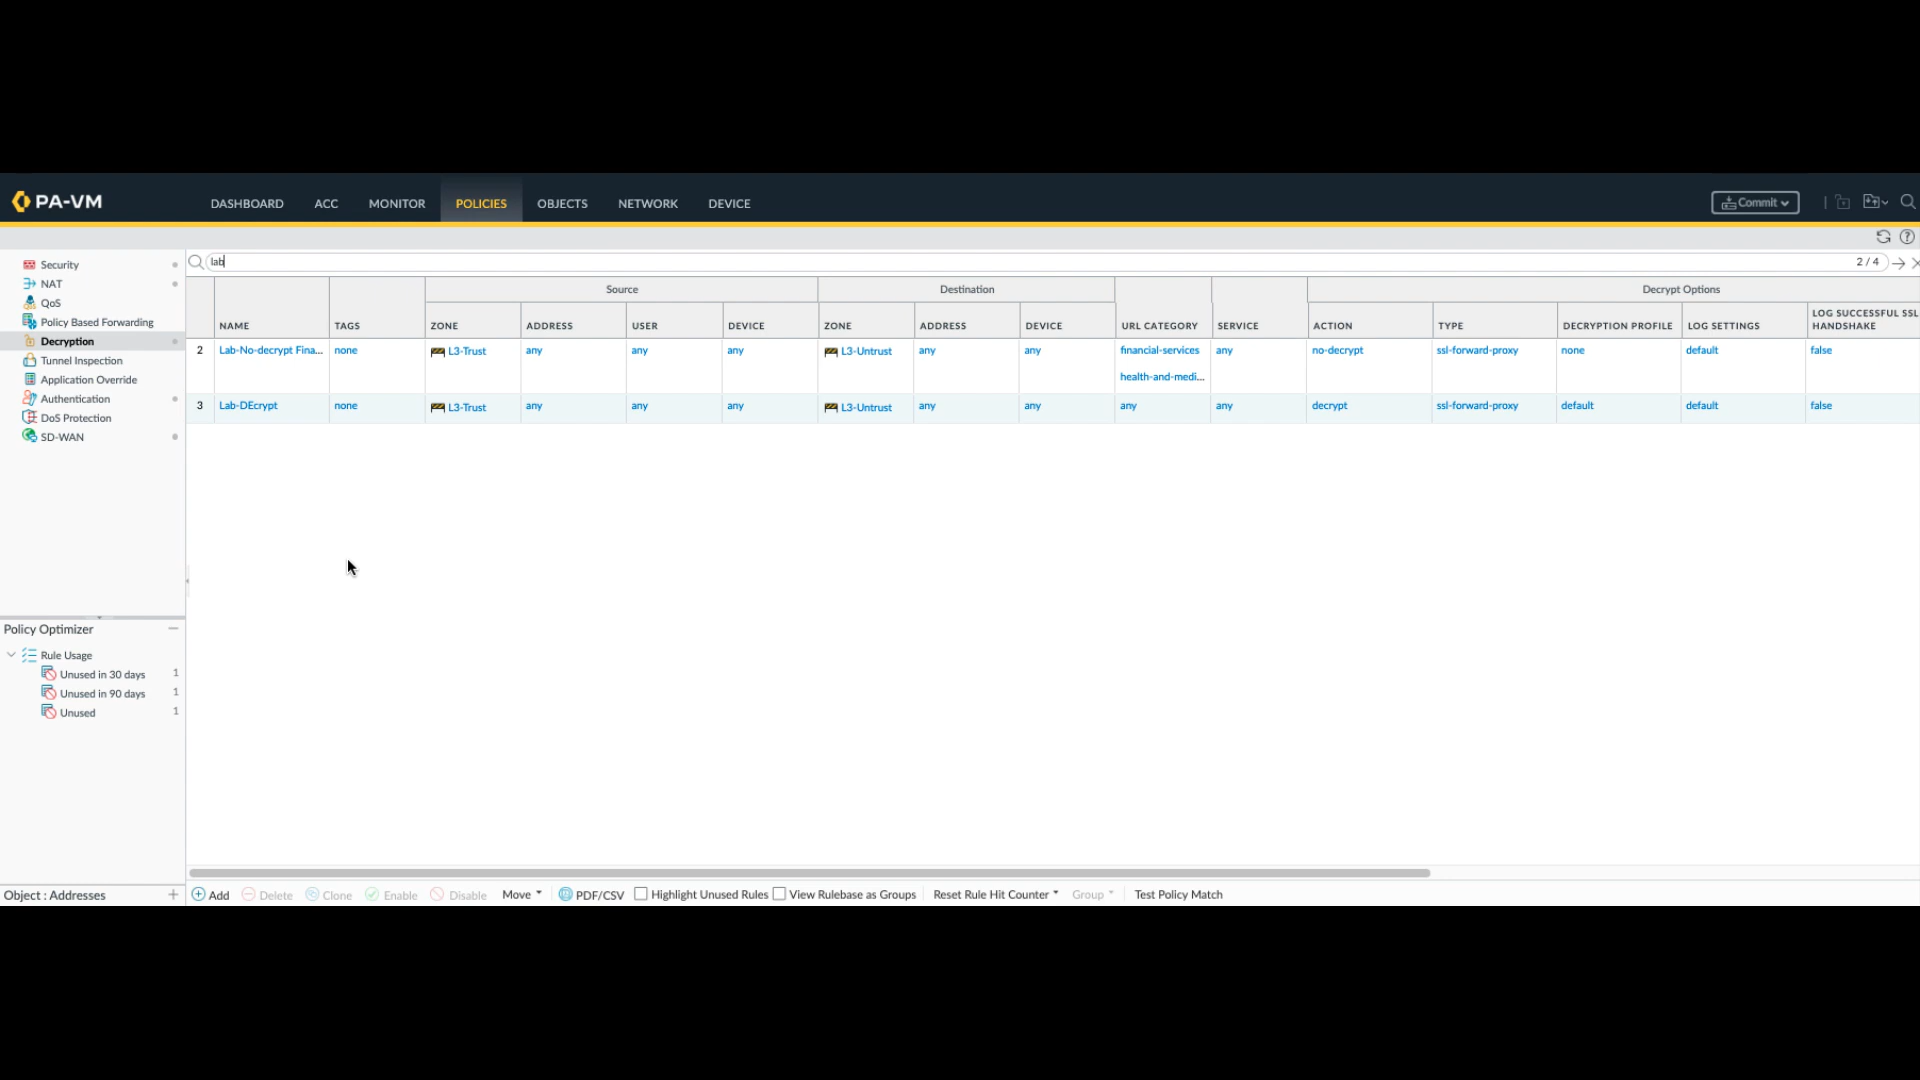 PA-VM
DASHBOARD ACC MONITOR POLICIES OBJECTS NETWORK DEVICE Commit
Security
NAT
QoS
Policy Based Forwarding
Decryption
Tunnel Inspection
Application Override
Authentication
DoS Protection
SD-WAN
lab 2 / 4
Source Destination Decrypt Options
NAME TAGS ZONE ADDRESS USER DEVICE ZONE ADDRESS DEVICE URL CATEGORY SERVICE ACTION TYPE DECRYPTION PROFILE LOG SETTINGS LOG SUCCESSFUL SSL HANDSHAKE
2 Lab-No-decrypt Fina... none L3-Trust any any any L3-Untrust any any financial-services any no-decrypt ssl-forward-proxy none default false
health-and-medi...
3 Lab-DEcrypt none L3-Trust any any any L3-Untrust any any any any decrypt ssl-forward-proxy default default false
Policy Optimizer
Rule Usage
Unused in 30 days 1
Unused in 90 days 1
Unused 1
Object : Addresses
Add Delete Clone Enable Disable Move PDF/CSV Highlight Unused Rules View Rulebase as Groups Reset Rule Hit Counter Group Test Policy Match